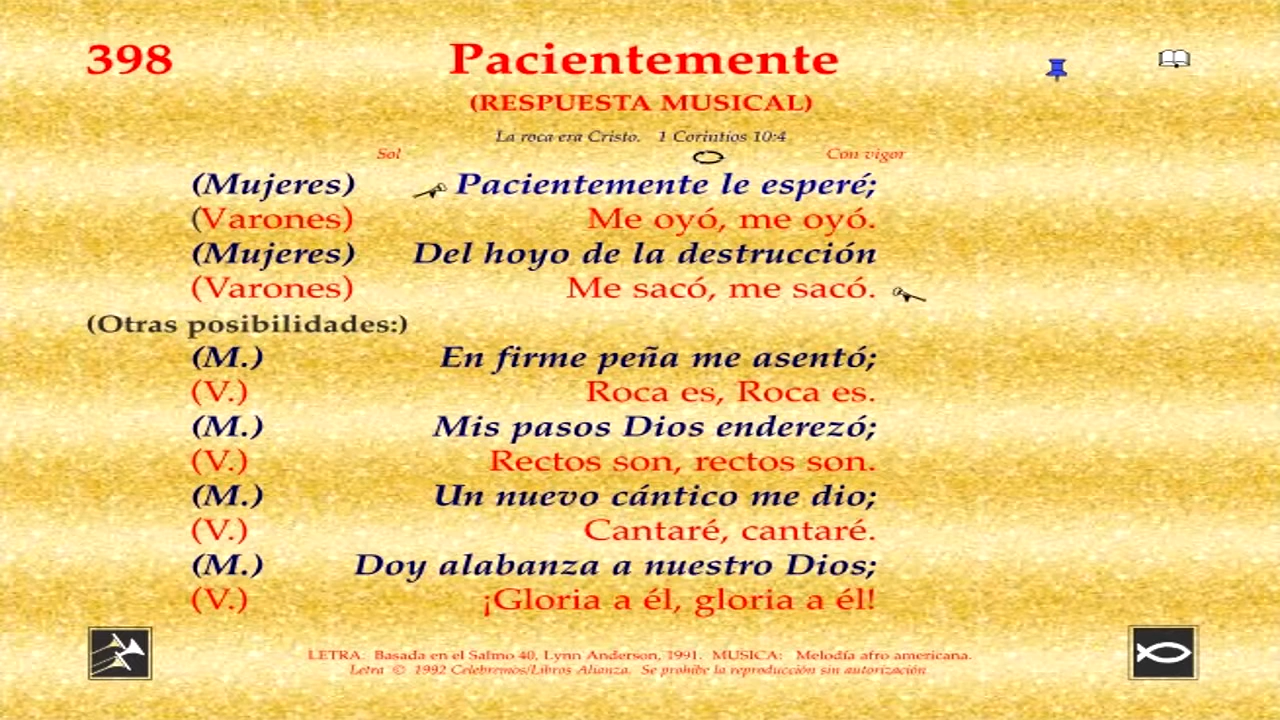 398 Pacientemente
(RESPUESTA MUSICAL)
La roca era Cristo. 1 Corintios 10:4
Sol Con vigor
(Mujeres) Pacientemente le esperé;
(Varones) Me oyó, me oyó.
(Mujeres) Del hoyo de la destrucción
(Varones) Me sacó, me sacó.
(Otras posibilidades:)
(M.) En firme peña me asentó;
(V.) Roca es, Roca es.
(M.) Mis pasos Dios enderezó;
(V.) Rectos son, rectos son.
(M.) Un nuevo cántico me dio;
(V.) Cantaré, cantaré.
(M.) Doy alabanza a nuestro Dios;
(V.) ¡Gloria a él, gloria a él!
LETRA. Basada en el Salmo 40, Lynn Anderson, 1991. MUSICA: Melodía afro americana.
Letra © 1992 Celebremos/Libros Alianza. Se prohibe la reproducción sin autorización